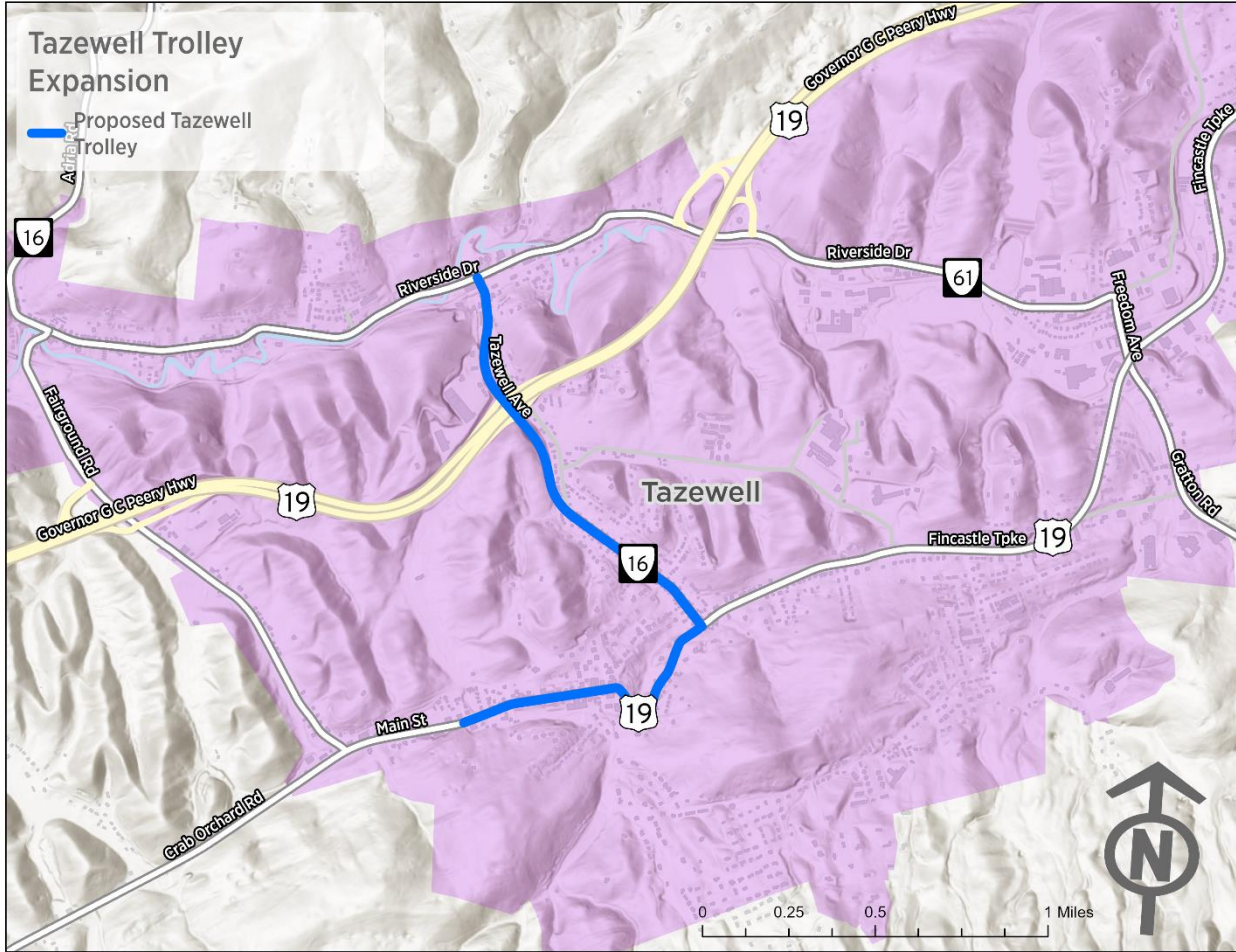 Tazewell Trolley
Expansion
Proposed Tazewell
Trolley
Adria Rd
16
Governor G C Peery Hwy
19
Fincastle Tpke
Riverside Dr
Riverside Dr
61
Freedom Ave
Tazewell Ave
Fairground Rd
Governor G C Peery Hwy
19
Tazewell
Gratton Rd
Fincastle Tpke
19
16
Main St
19
Crab Orchard Rd
N
0 0.25 0.5 1 Miles